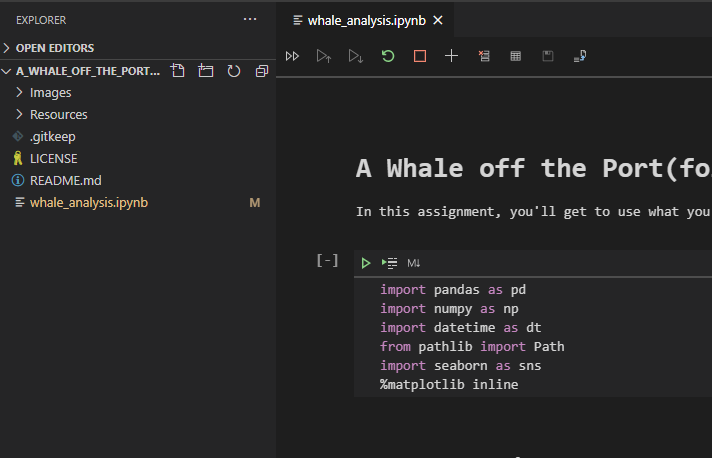 EXPLORER
···
whale_analysis.ipynb
OPEN EDITORS
A_WHALE_OFF_THE_PORT...
Images
Resources
.gitkeep
LICENSE
README.md
whale_analysis.ipynb M
A Whale off the Port(fo
In this assignment, you'll get to use what you
[-]
M↓
import pandas as pd
import numpy as np
import datetime as dt
from pathlib import Path
import seaborn as sns
%matplotlib inline